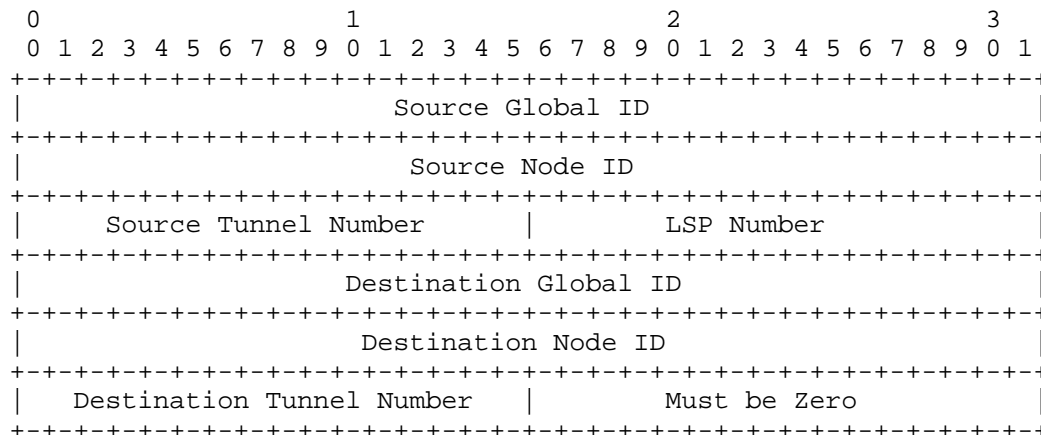 0                   1                   2                   3
 0 1 2 3 4 5 6 7 8 9 0 1 2 3 4 5 6 7 8 9 0 1 2 3 4 5 6 7 8 9 0 1
+-+-+-+-+-+-+-+-+-+-+-+-+-+-+-+-+-+-+-+-+-+-+-+-+-+-+-+-+-+-+-+-+
|                       Source Global ID                        |
+-+-+-+-+-+-+-+-+-+-+-+-+-+-+-+-+-+-+-+-+-+-+-+-+-+-+-+-+-+-+-+-+
|                        Source Node ID                         |
+-+-+-+-+-+-+-+-+-+-+-+-+-+-+-+-+-+-+-+-+-+-+-+-+-+-+-+-+-+-+-+-+
|     Source Tunnel Number      |        LSP Number             |
+-+-+-+-+-+-+-+-+-+-+-+-+-+-+-+-+-+-+-+-+-+-+-+-+-+-+-+-+-+-+-+-+
|                    Destination Global ID                      |
+-+-+-+-+-+-+-+-+-+-+-+-+-+-+-+-+-+-+-+-+-+-+-+-+-+-+-+-+-+-+-+-+
|                     Destination Node ID                       |
+-+-+-+-+-+-+-+-+-+-+-+-+-+-+-+-+-+-+-+-+-+-+-+-+-+-+-+-+-+-+-+-+
|   Destination Tunnel Number   |        Must be Zero           |
+-+-+-+-+-+-+-+-+-+-+-+-+-+-+-+-+-+-+-+-+-+-+-+-+-+-+-+-+-+-+-+-+